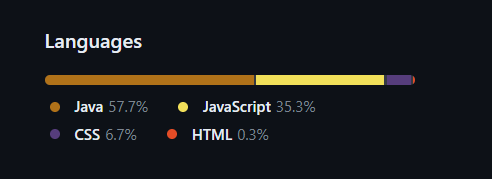 Languages
Java 57.7% JavaScript 35.3%
CSS 6.7% HTML 0.3%